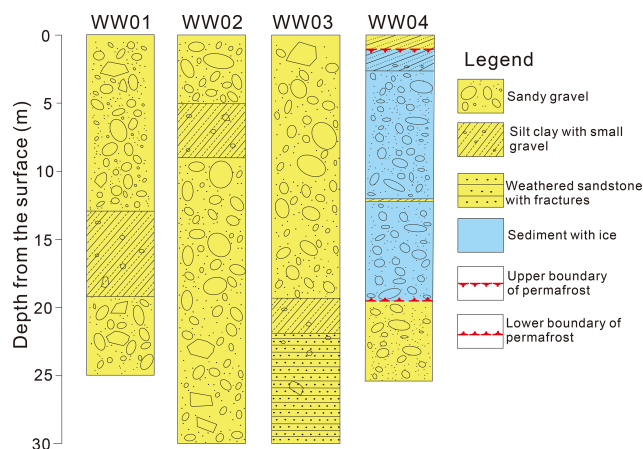 WW01 WW02 WW03 WW04
0
5
10
15
20
25
30
Depth from the surface (m)
Legend
Sandy gravel
Silt clay with small
gravel
Weathered sandstone
with fractures
Sediment with ice
Upper boundary
of permafrost
Lower boundary of
permafrost